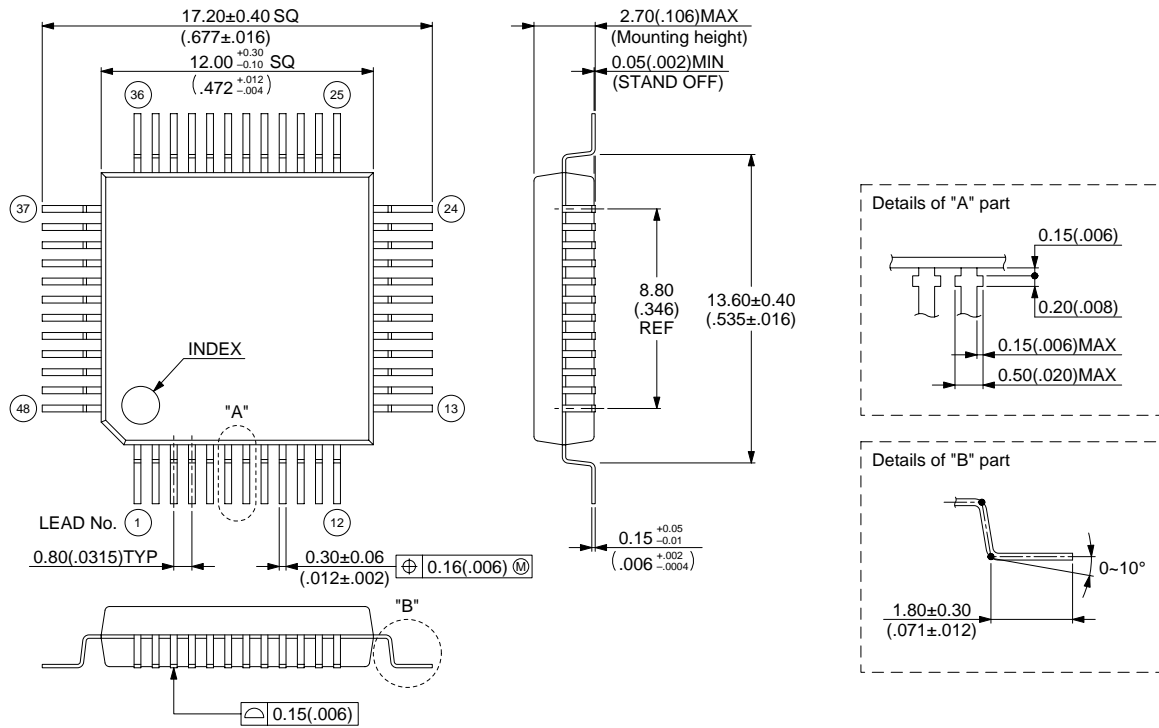 17.20±0.40 SQ
(.677±.016)
12.00 +0.30 −0.10 SQ
(.472 +.012 −.004)
36
25
37
24
INDEX
48
13
"A"
LEAD No.
1
12
0.80(.0315)TYP
0.30±0.06
(.012±.002)
⌖ 0.16(.006) Ⓜ
"B"
⌓ 0.15(.006)
2.70(.106)MAX
(Mounting height)
0.05(.002)MIN
(STAND OFF)
8.80
(.346)
REF
13.60±0.40
(.535±.016)
0.15 +0.05 −0.01
(.006 +.002 −.0004)
Details of "A" part
0.15(.006)
0.20(.008)
0.15(.006)MAX
0.50(.020)MAX
Details of "B" part
0~10°
1.80±0.30
(.071±.012)